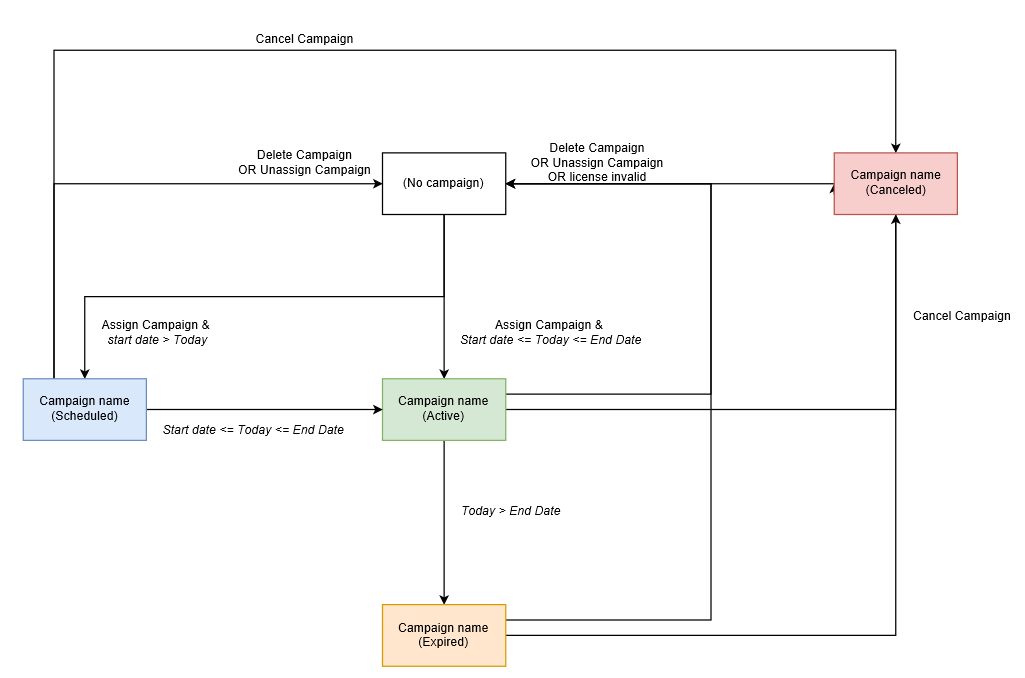 Cancel Campaign
Delete Campaign
OR Unassign Campaign
(No campaign)
Delete Campaign
OR Unassign Campaign
OR license invalid
Campaign name
(Canceled)
Cancel Campaign
Assign Campaign &
start date > Today
Assign Campaign &
Start date <= Today <= End Date
Campaign name
(Scheduled)
Start date <= Today <= End Date
Campaign name
(Active)
Today > End Date
Campaign name
(Expired)